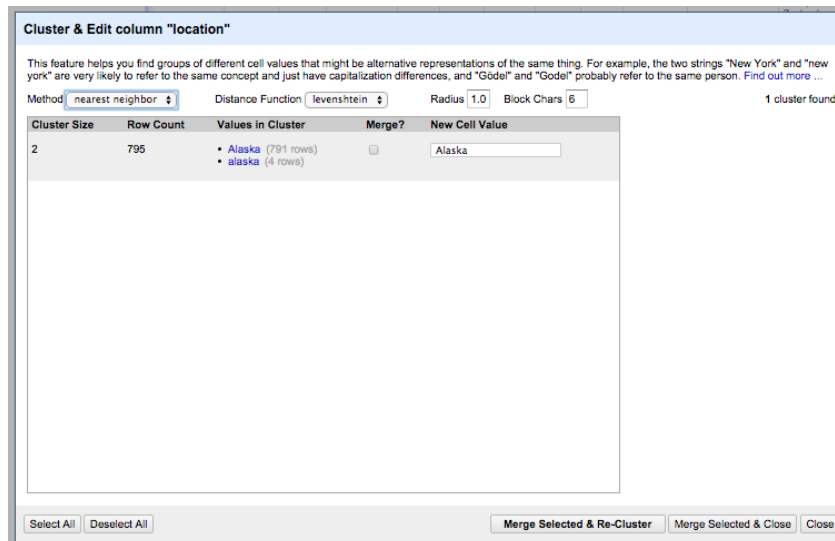 Cluster & Edit column "location"
This feature helps you find groups of different cell values that might be alternative representations of the same thing. For example, the two strings "New York" and "new
york" are very likely to refer to the same concept and just have capitalization differences, and "Gödel" and "Godel" probably refer to the same person. Find out more ...
Method nearest neighbor Distance Function levenshtein Radius 1.0 Block Chars 6 1 cluster found
Cluster Size Row Count Values in Cluster Merge? New Cell Value
2 795 • Alaska (791 rows) Alaska
• alaska (4 rows)
Select All Deselect All Merge Selected & Re-Cluster Merge Selected & Close Close